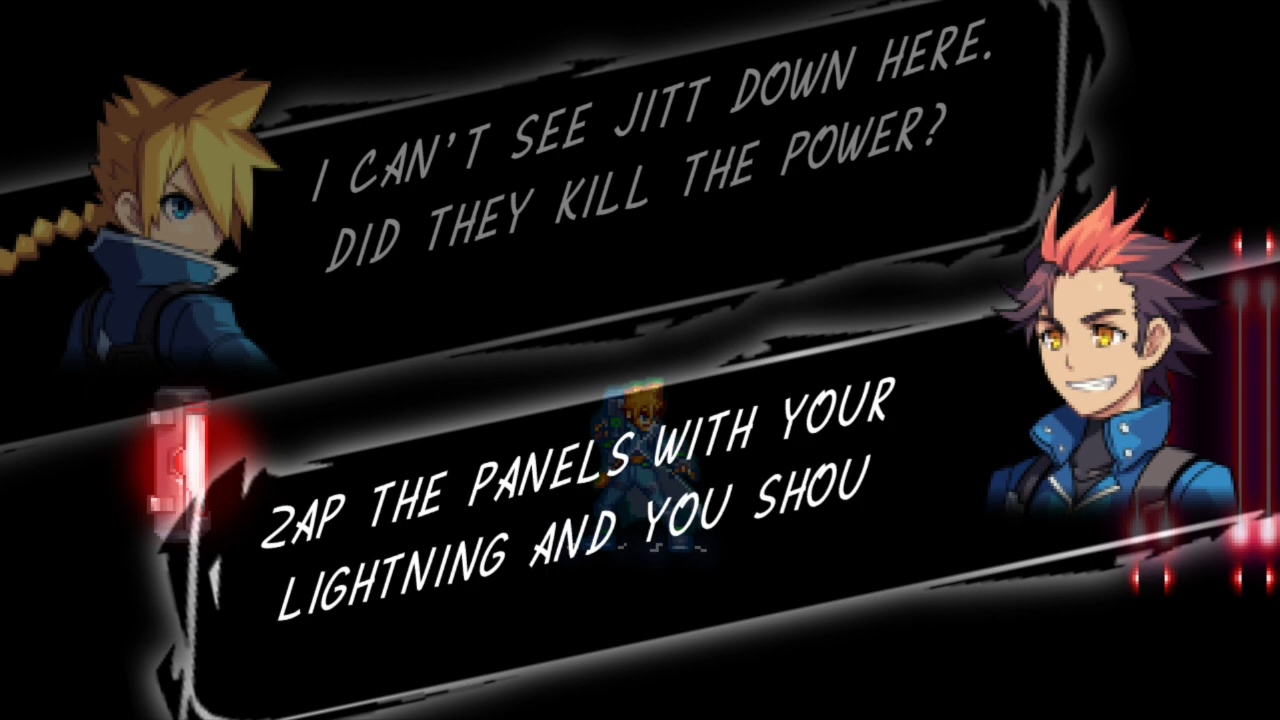 I CAN'T SEE JITT DOWN HERE.
DID THEY KILL THE POWER?
ZAP THE PANELS WITH YOUR
LIGHTNING AND YOU SHOU